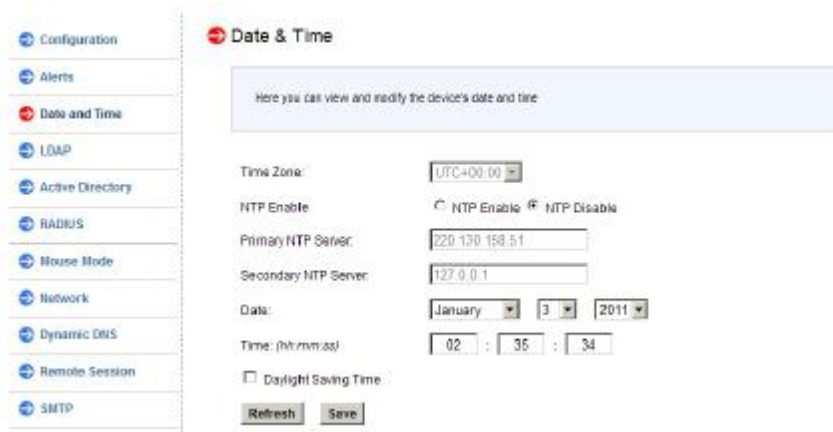 Configuration
Alerts
Date and Time
LDAP
Active Directory
RADIUS
Mouse Mode
Network
Dynamic DNS
Remote Session
SMTP
Date & Time
Here you can view and modify the device's date and time
Time Zone: UTC+00:00
NTP Enable NTP Enable NTP Disable
Primary NTP Server: 220.130.158.51
Secondary NTP Server: 127.0.0.1
Date: January 3 2011
Time: (hh:mm:ss) 02 : 35 : 34
Daylight Saving Time
Refresh Save